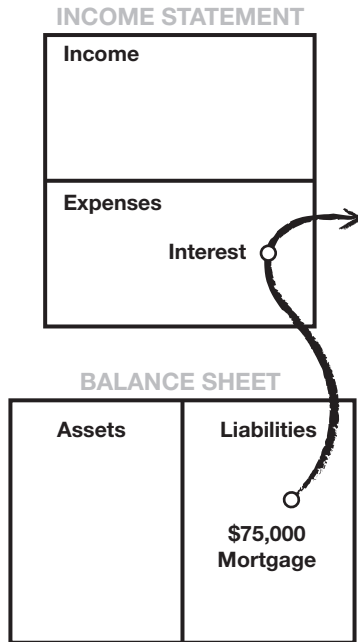 INCOME STATEMENT
Income
Expenses
Interest
BALANCE SHEET
Assets
Liabilities
$75,000
Mortgage